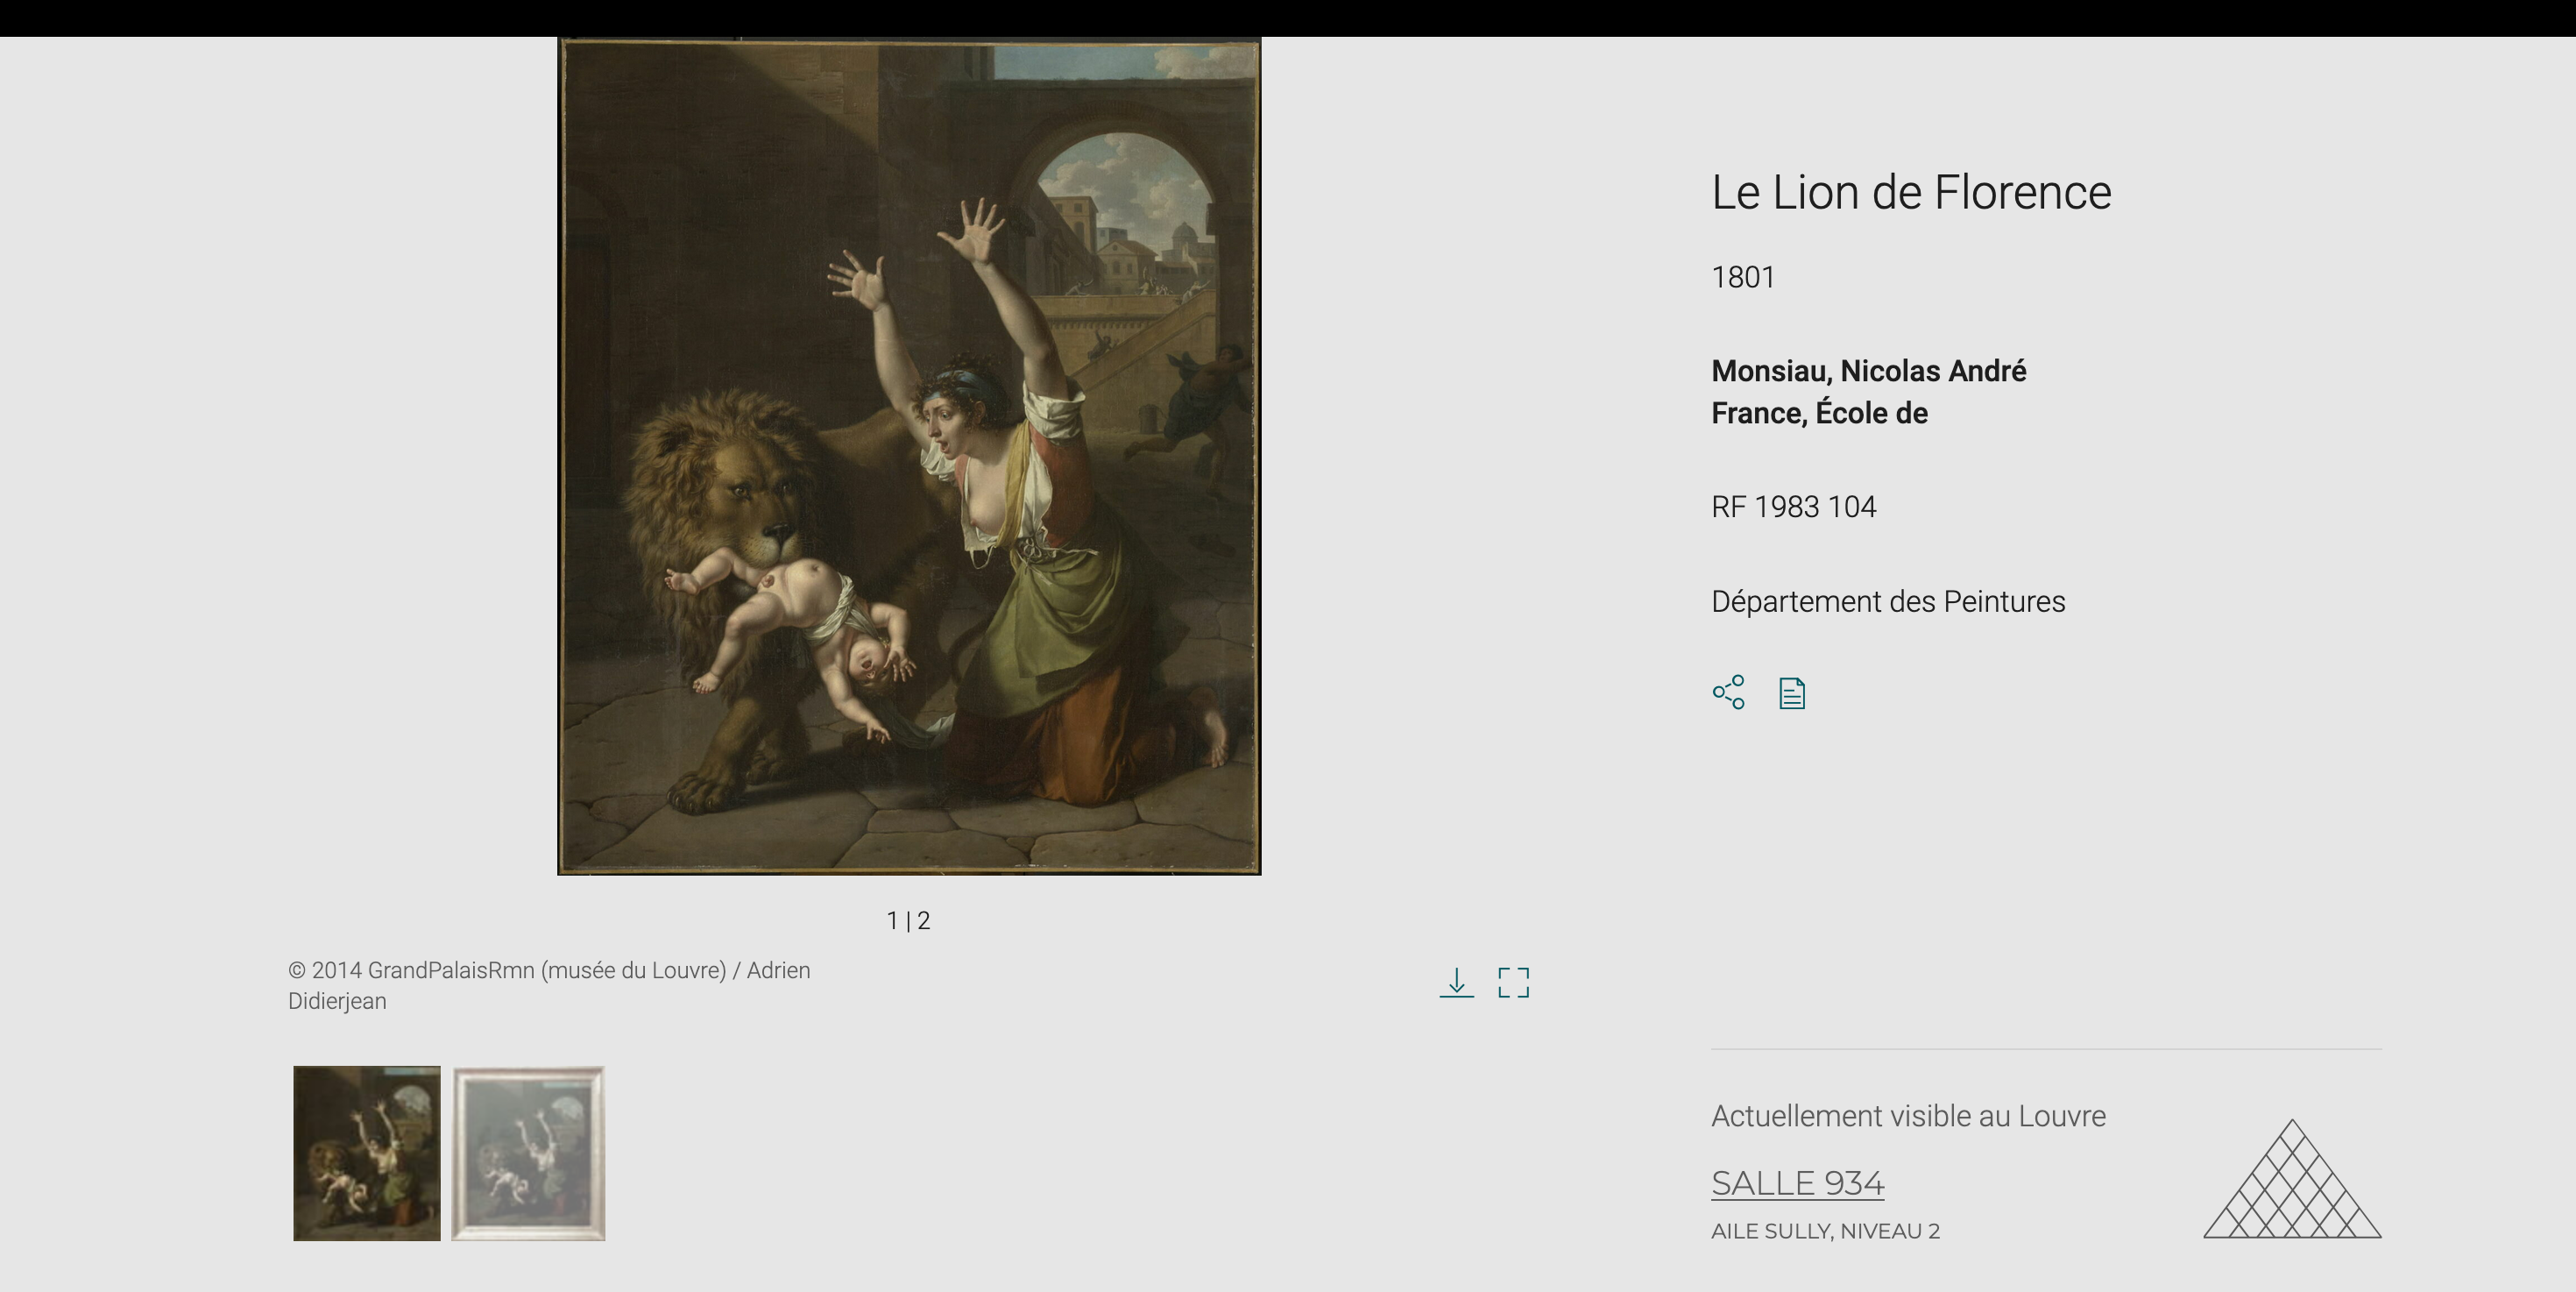 Le Lion de Florence
1801
Monsiau, Nicolas André
France, École de
RF 1983 104
Département des Peintures
1 | 2
© 2014 GrandPalaisRmn (musée du Louvre) / Adrien
Didierjean
Actuellement visible au Louvre
SALLE 934
AILE SULLY, NIVEAU 2